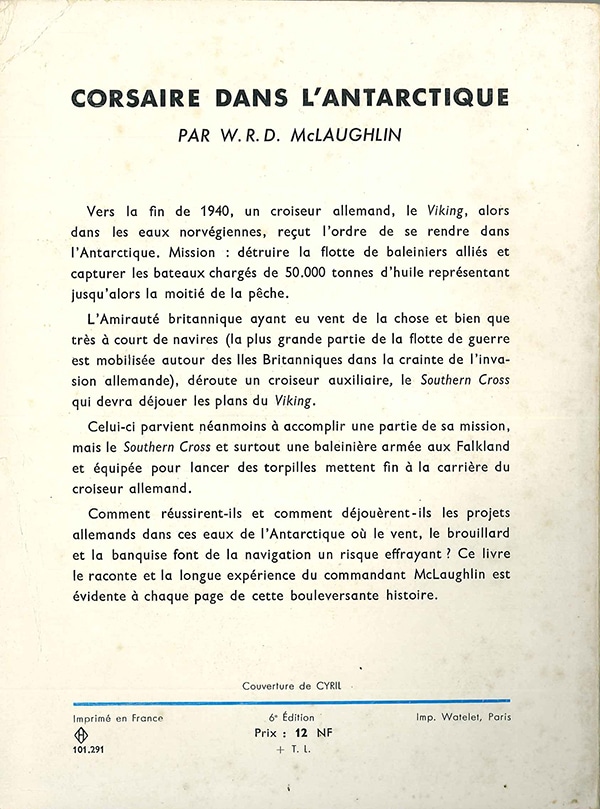 CORSAIRE DANS L'ANTARCTIQUE
PAR W. R. D. McLAUGHLIN
Vers la fin de 1940, un croiseur allemand, le Viking, alors
dans les eaux norvégiennes, reçut l'ordre de se rendre dans
l'Antarctique. Mission : détruire la flotte de baleiniers alliés et
capturer les bateaux chargés de 50.000 tonnes d'huile représentant
jusqu'alors la moitié de la pêche.
L'Amirauté britannique ayant eu vent de la chose et bien que
très à court de navires (la plus grande partie de la flotte de guerre
est mobilisée autour des Iles Britanniques dans la crainte de l'inva-
sion allemande), déroute un croiseur auxiliaire, le Southern Cross
qui devra déjouer les plans du Viking.
Celui-ci parvient néanmoins à accomplir une partie de sa mission,
mais le Southern Cross et surtout une baleinière armée aux Falkland
et équipée pour lancer des torpilles mettent fin à la carrière du
croiseur allemand.
Comment réussirent-ils et comment déjouèrent-ils les projets
allemands dans ces eaux de l'Antarctique où le vent, le brouillard
et la banquise font de la navigation un risque effrayant ? Ce livre
le raconte et la longue expérience du commandant McLaughlin est
évidente à chaque page de cette bouleversante histoire.
Couverture de CYRIL
Imprimé en France 6e Édition Imp. Watelet, Paris
H Prix : 12 NF
101.291 + T. L.